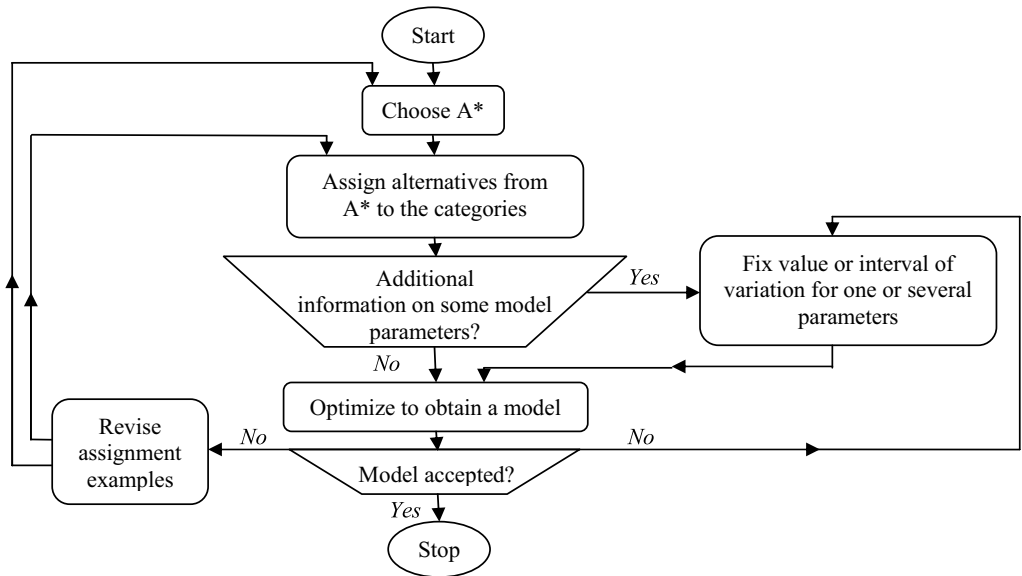 Start
Choose A*
Assign alternatives from
A* to the categories
Additional
information on some model
parameters?
Yes
Fix value or interval of
variation for one or several
parameters
No
Optimize to obtain a model
Revise
assignment
examples
No
No
Model accepted?
Yes
Stop